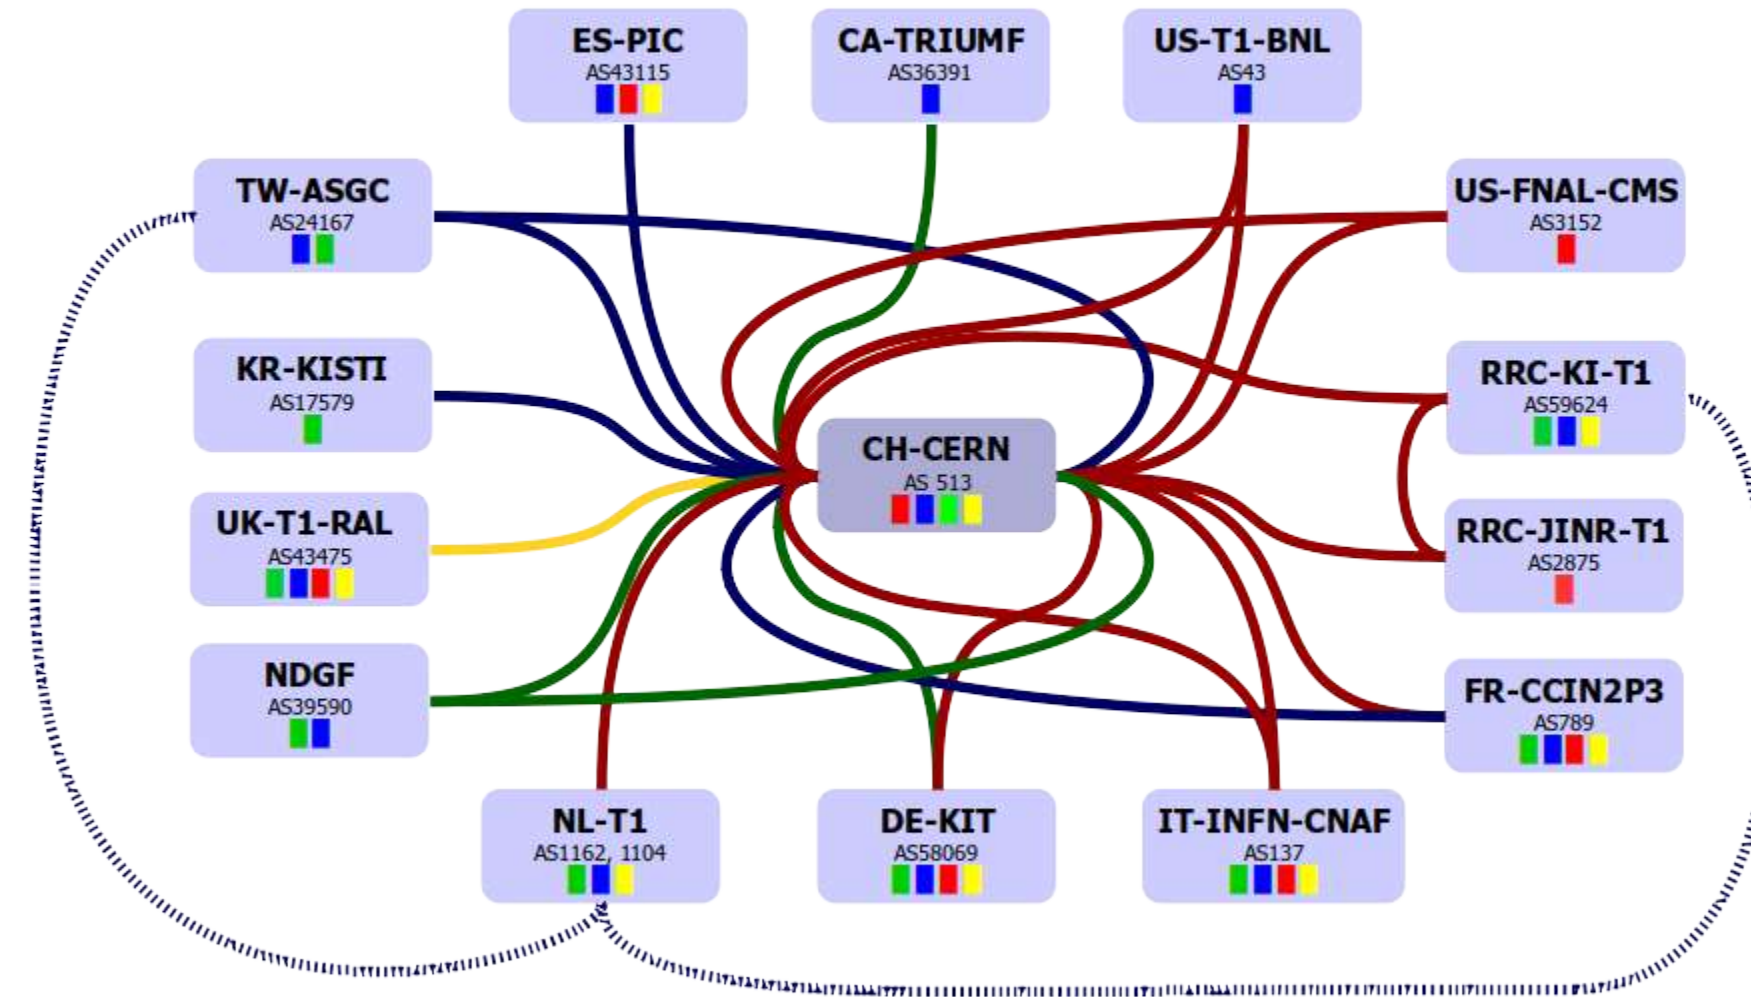 ES-PIC
AS43115
CA-TRIUMF
AS36391
US-T1-BNL
AS43
TW-ASGC
AS24167
US-FNAL-CMS
AS3152
KR-KISTI
AS17579
RRC-KI-T1
AS59624
CH-CERN
AS 513
UK-T1-RAL
AS43475
RRC-JINR-T1
AS2875
NDGF
AS39590
FR-CCIN2P3
AS789
NL-T1
AS1162, 1104
DE-KIT
AS58069
IT-INFN-CNAF
AS137